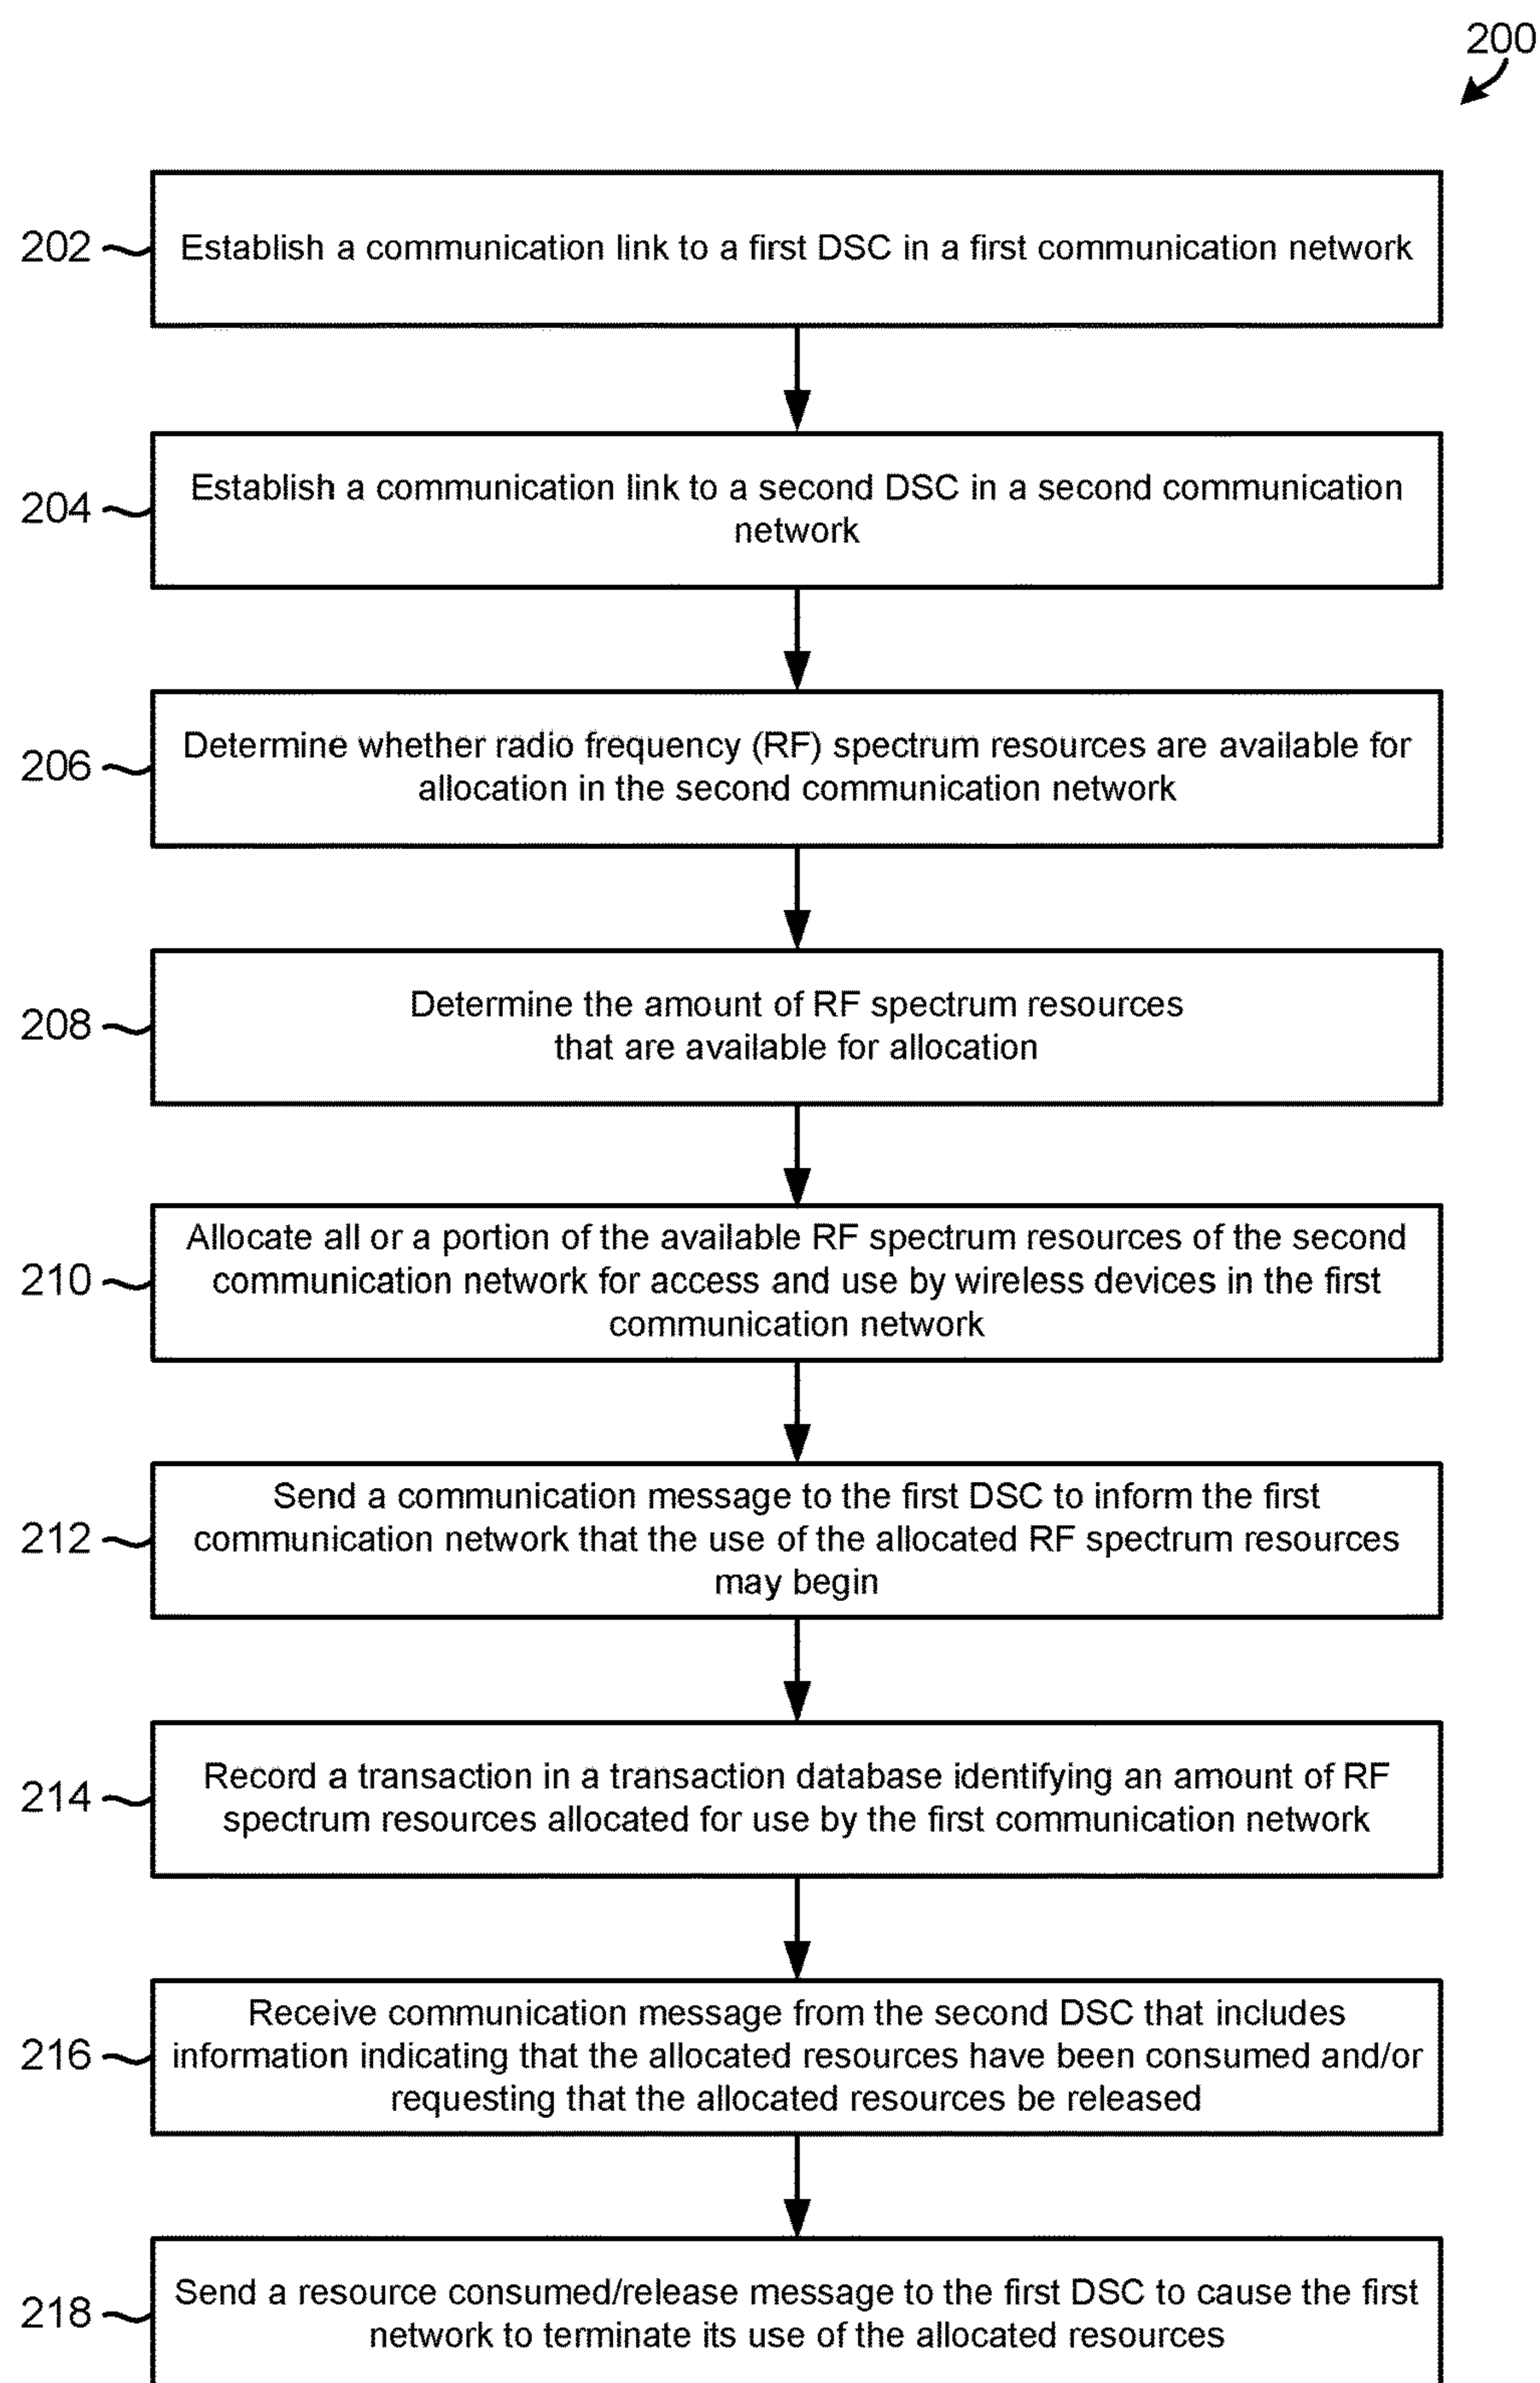 200
202
Establish a communication link to a first DSC in a first communication network
204
Establish a communication link to a second DSC in a second communication
network
206
Determine whether radio frequency (RF) spectrum resources are available for
allocation in the second communication network
208
Determine the amount of RF spectrum resources
that are available for allocation
210
Allocate all or a portion of the available RF spectrum resources of the second
communication network for access and use by wireless devices in the first
communication network
212
Send a communication message to the first DSC to inform the first
communication network that the use of the allocated RF spectrum resources
may begin
214
Record a transaction in a transaction database identifying an amount of RF
spectrum resources allocated for use by the first communication network
216
Receive communication message from the second DSC that includes
information indicating that the allocated resources have been consumed and/or
requesting that the allocated resources be released
218
Send a resource consumed/release message to the first DSC to cause the first
network to terminate its use of the allocated resources